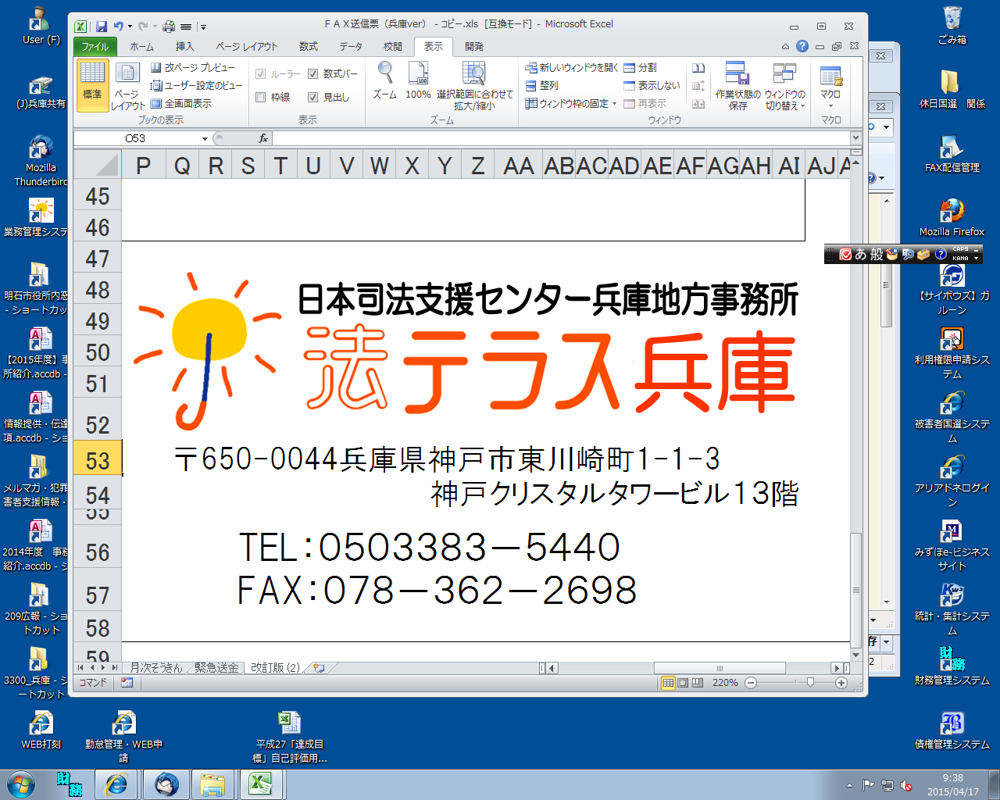 FAX送信票（兵庫ver） - コピー.xls [互換モード] - Microsoft Excel
ファイル ホーム 挿入 ページ レイアウト 数式 データ 校閲 表示 開発
標準
ページ レイアウト
改ページ プレビュー
ユーザー設定のビュー
全画面表示
ブックの表示
ルーラー 数式バー
枠線 見出し
表示
ズーム
100%
選択範囲に合わせて 拡大/縮小
ズーム
新しいウィンドウを開く
整列
ウィンドウ枠の固定
分割
表示しない
再表示
作業状態の 保存
ウィンドウの 切り替え
ウィンドウ
マクロ
マクロ
O53 fx
P Q R S T U V W X Y Z AA AB AC AD AE AF AG AH AI AJ A
45
46
47
48
49
50
51
52
53
54
55
56
57
58
59
日本司法支援センター兵庫地方事務所
法テラス兵庫
〒650-0044兵庫県神戸市東川崎町1-1-3
神戸クリスタルタワービル13階
TEL：0503383－5440
FAX：078－362－2698
月次そうきん 緊急送金 改訂版 (2)
コマンド 220%
User (F)
(J)兵庫共有
Mozilla
Thunderbird
業務管理システ
明石市役所内窓
- ショートカッ
【2015年度】事
所紹介.accdb -
情報提供・伝達
項.accdb - ショ
メルマガ・犯罪
害者支援情報・
2014年度 事務
紹介.accdb - シ
209広報 - ショ
ートカット
3300_兵庫 - シ
ョートカット
WEB打刻
勤怠管理・WEB申
請
平成27「達成目
標」自己評価用...
ごみ箱
休日国選 関係
FAX配信管理
Mozilla Firefox
あ 般 CAPS KANA
【サイボウズ】ガ
ルーン
利用権限申請シス
テム
被害者国選システ
ム
アリアドネログイ
ン
みずほe-ビジネス
サイト
統計・集計システ
ム
財務
財務管理システム
債権管理システム
存
2
財務
9:38
2015/04/17